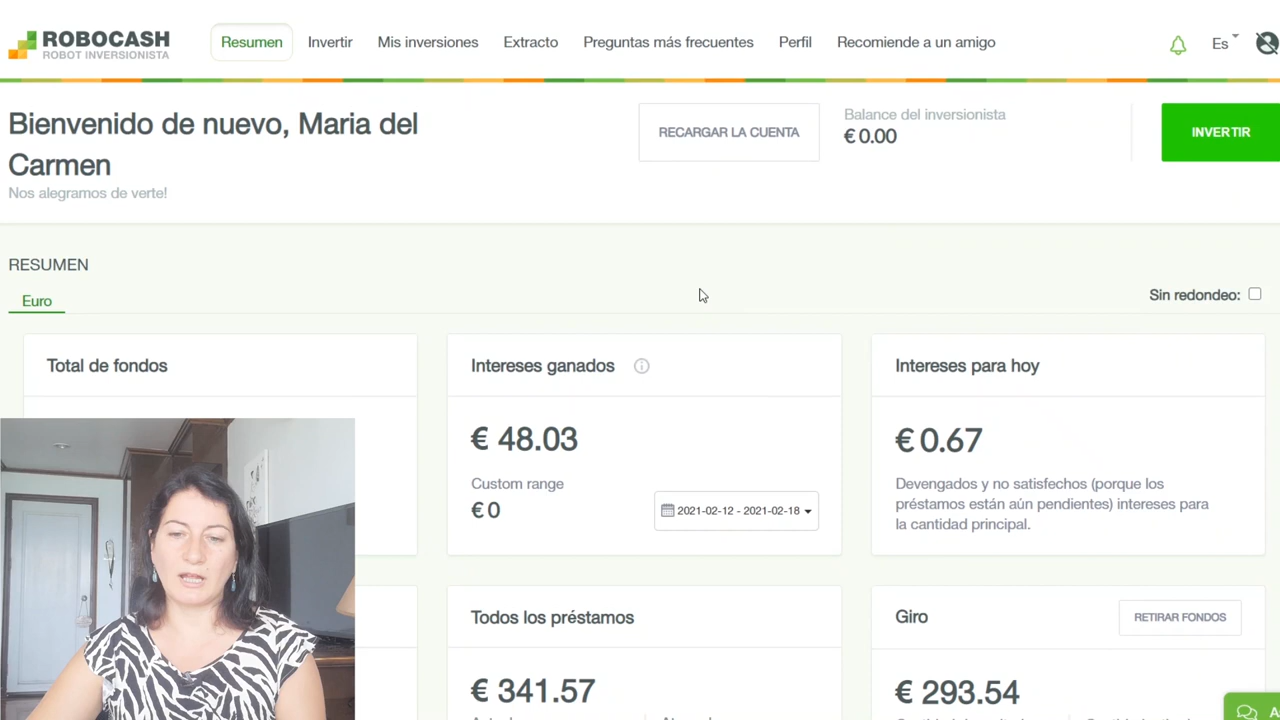 ROBOCASH
ROBOT INVERSIONISTA
Resumen
Invertir
Mis inversiones
Extracto
Preguntas más frecuentes
Perfil
Recomiende a un amigo
Es
Bienvenido de nuevo, Maria del
Carmen
Nos alegramos de verte!
RECARGAR LA CUENTA
Balance del inversionista
€ 0.00
INVERTIR
RESUMEN
Euro
Sin redondeo:
Total de fondos
Intereses ganados
€ 48.03
Custom range
€ 0
2021-02-12 - 2021-02-18
Intereses para hoy
€ 0.67
Devengados y no satisfechos (porque los
préstamos están aún pendientes) intereses para
la cantidad principal.
Todos los préstamos
€ 341.57
Giro
RETIRAR FONDOS
€ 293.54